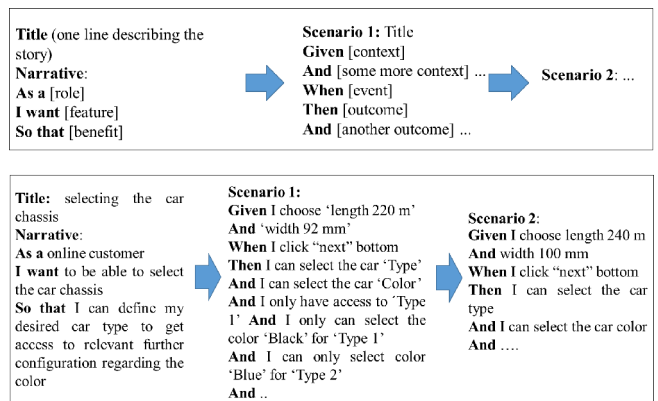 Title (one line describing the
story)
Narrative:
As a [role]
I want [feature]
So that [benefit]
Scenario 1: Title
Given [context]
And [some more context] ...
When [event]
Then [outcome]
And [another outcome] ...
Scenario 2: ...
Title: selecting the car
chassis
Narrative:
As a online customer
I want to be able to select
the car chassis
So that I can define my
desired car type to get
access to relevant further
configuration regarding the
color
Scenario 1:
Given I choose ‘length 220 m’
And ‘width 92 mm’
When I click “next” bottom
Then I can select the car ‘Type’
And I can select the car ‘Color’
And I only have access to ‘Type
1’ And I only can select the
color ‘Black’ for ‘Type 1’
And I can only select color
‘Blue’ for ‘Type 2’
And ..
Scenario 2:
Given I choose length 240 m
And width 100 mm
When I click “next” bottom
Then I can select the car
type
And I can select the car color
And ….